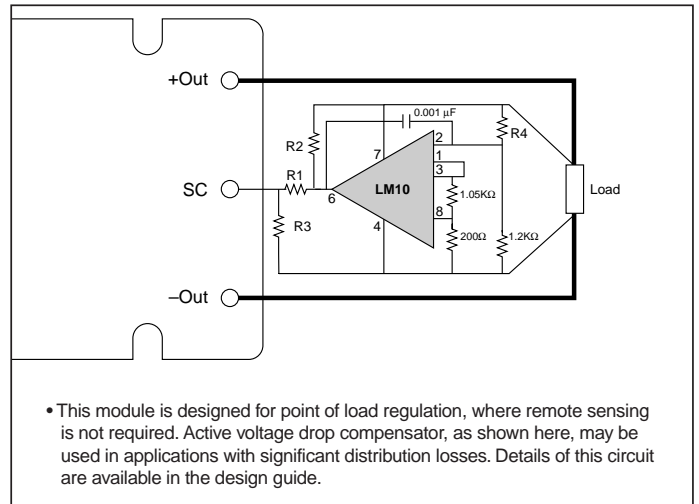 +Out
0.001 µF
R2
R4
7
2
1
3
R1
SC
LM10
Load
6
1.05KΩ
R3
4
8
200Ω
1.2KΩ
–Out
• This module is designed for point of load regulation, where remote sensing
is not required. Active voltage drop compensator, as shown here, may be
used in applications with significant distribution losses. Details of this circuit
are available in the design guide.